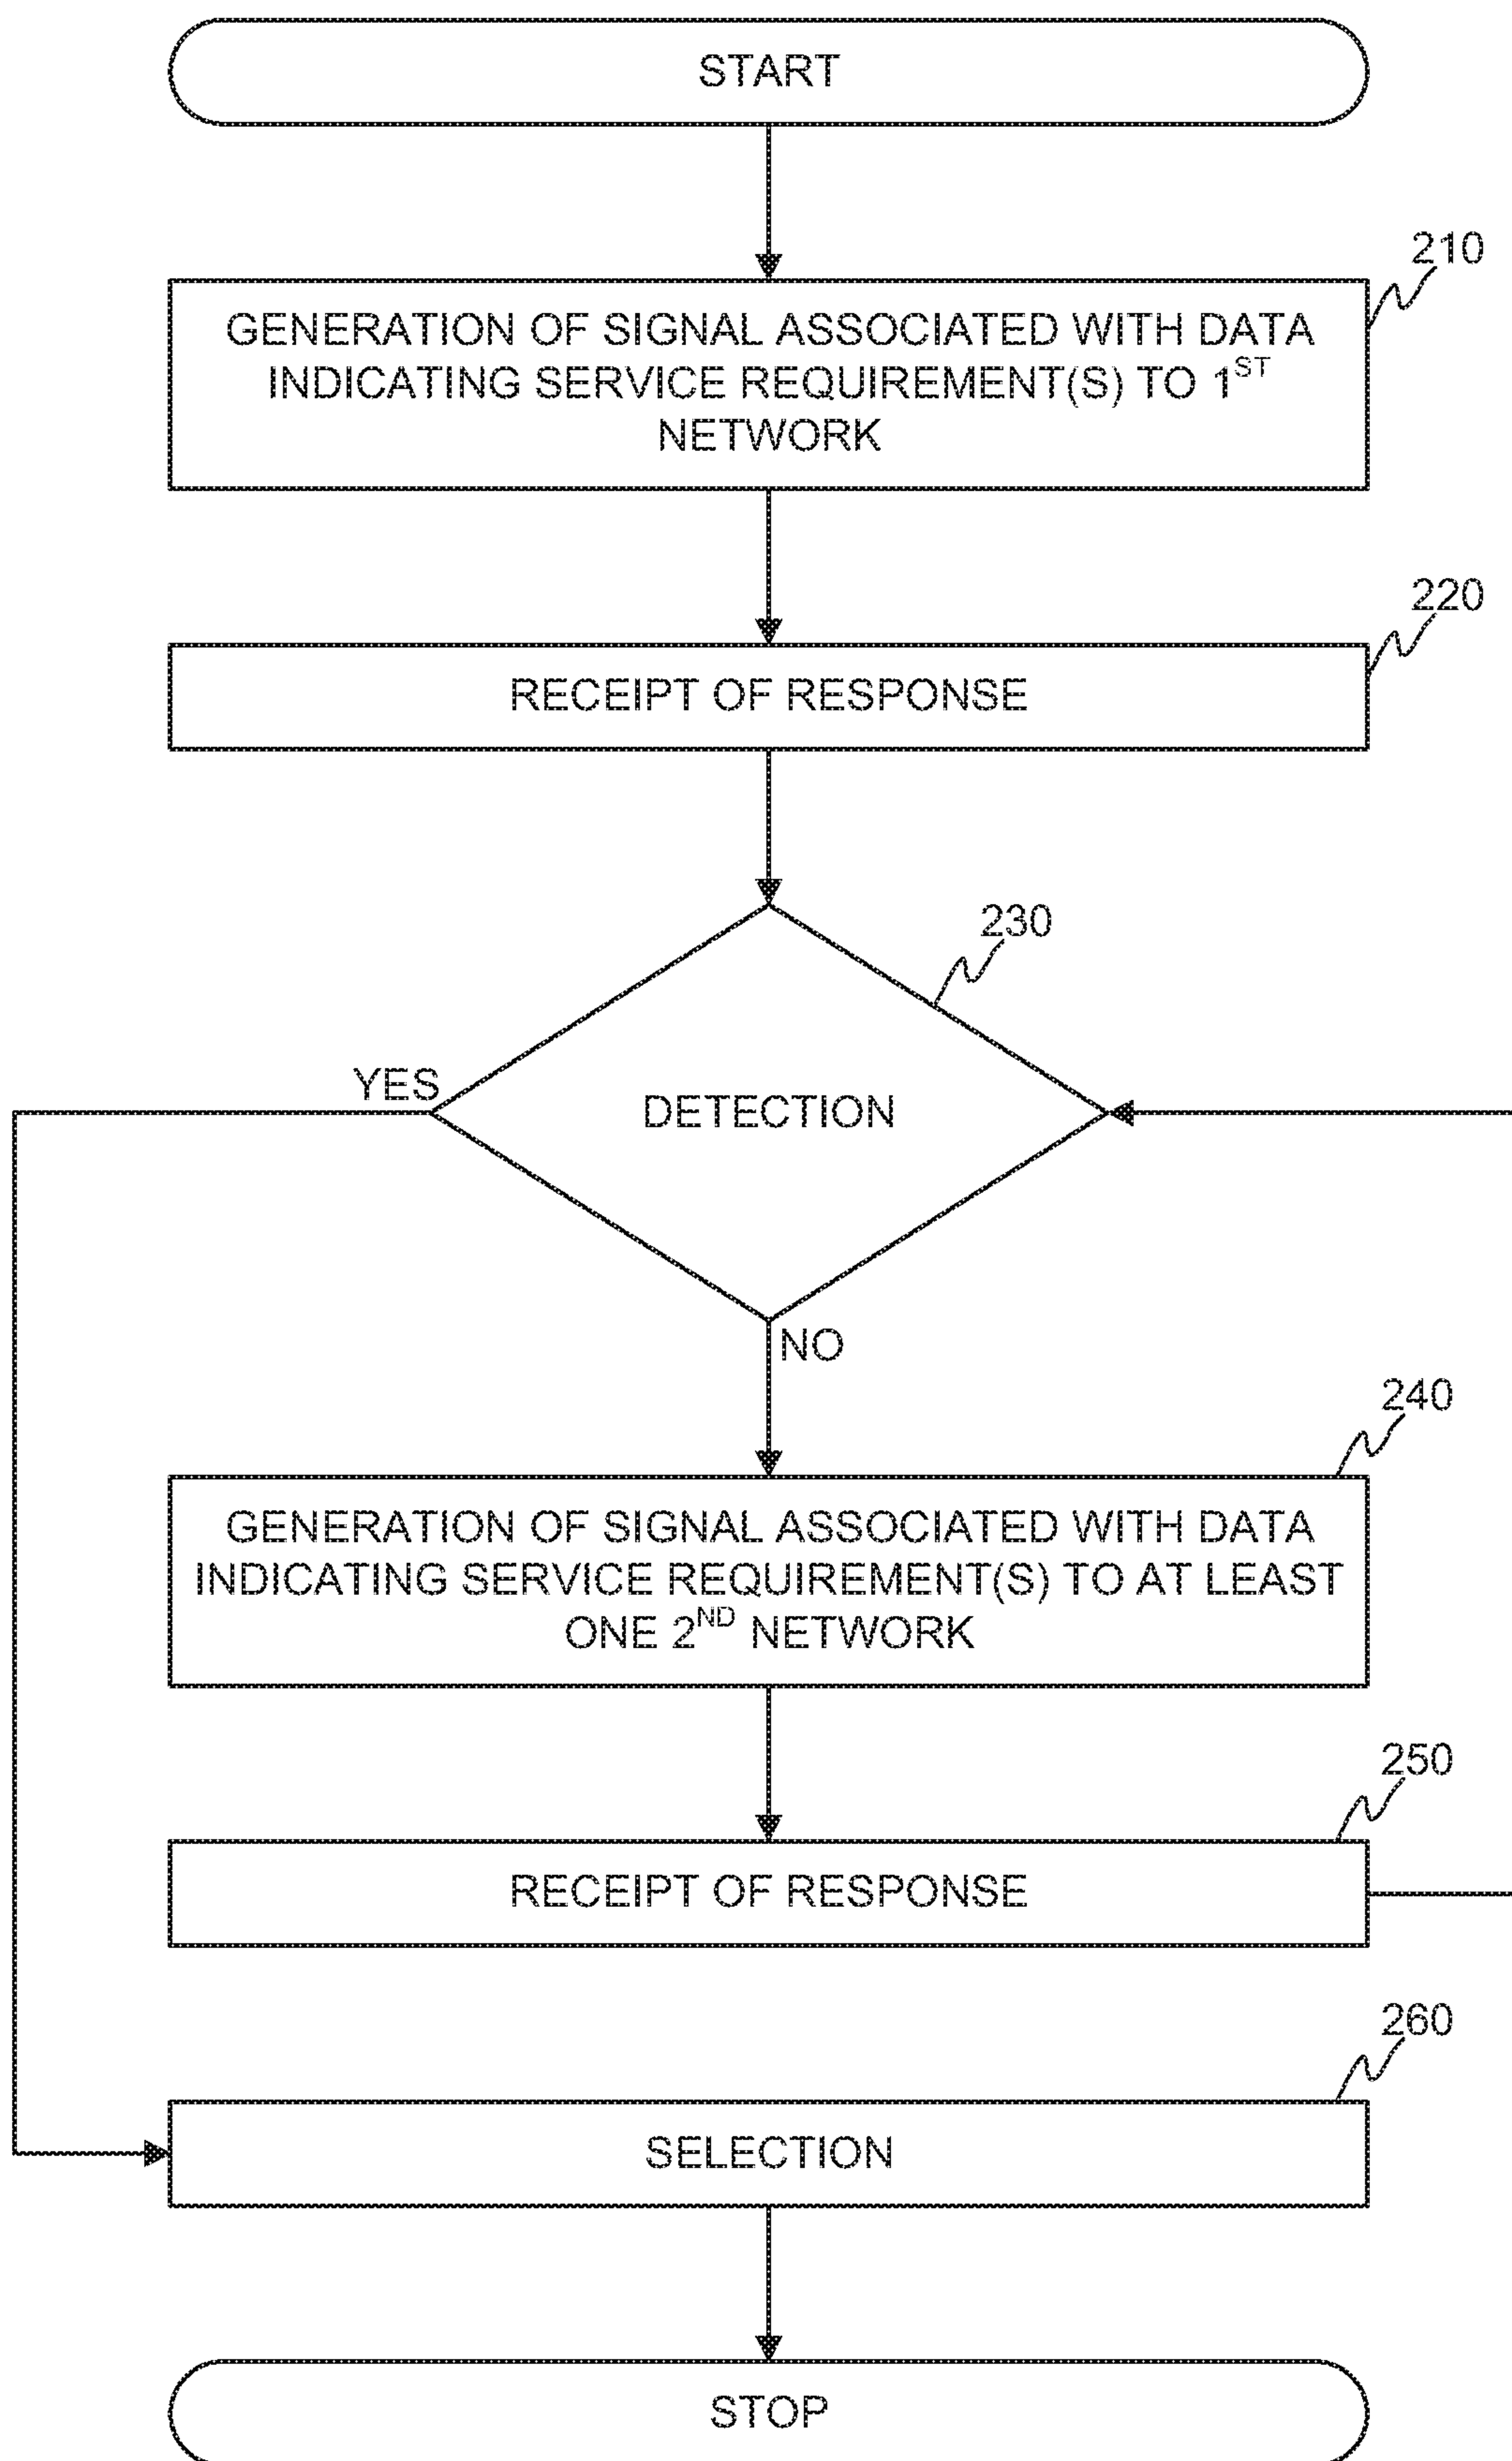 START
210
GENERATION OF SIGNAL ASSOCIATED WITH DATA
INDICATING SERVICE REQUIREMENT(S) TO 1ST
NETWORK
220
RECEIPT OF RESPONSE
230
YES
DETECTION
NO
240
GENERATION OF SIGNAL ASSOCIATED WITH DATA
INDICATING SERVICE REQUIREMENT(S) TO AT LEAST
ONE 2ND NETWORK
250
RECEIPT OF RESPONSE
260
SELECTION
STOP